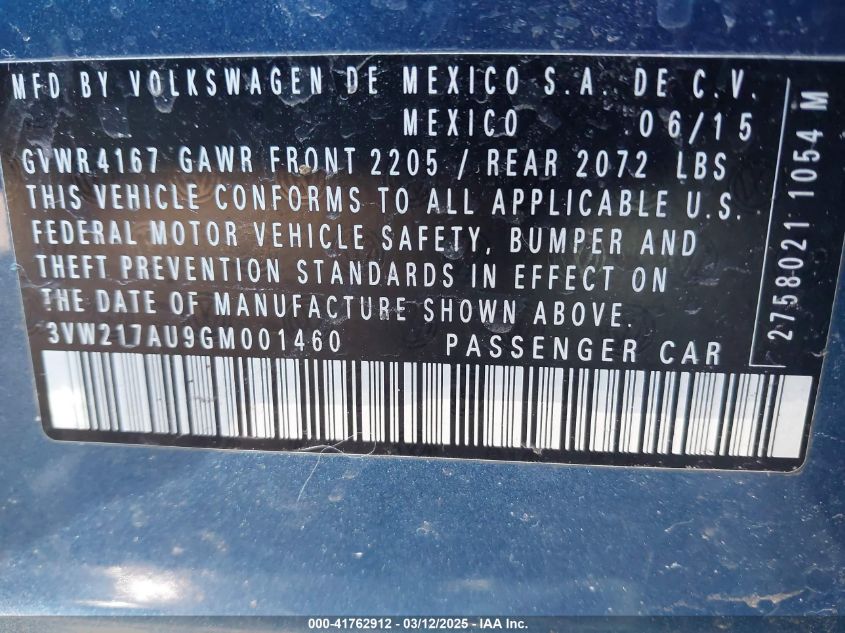 MFD BY VOLKSWAGEN DE MEXICO S.A. DE C.V.
MEXICO 06/15
GVWR 4167 GAWR FRONT 2205 / REAR 2072 LBS
THIS VEHICLE CONFORMS TO ALL APPLICABLE U.S.
FEDERAL MOTOR VEHICLE SAFETY, BUMPER AND
THEFT PREVENTION STANDARDS IN EFFECT ON
THE DATE OF MANUFACTURE SHOWN ABOVE.
3VW217AU9GM001460 PASSENGER CAR
2758021 1054 M
000-41762912 - 03/12/2025 - IAA Inc.